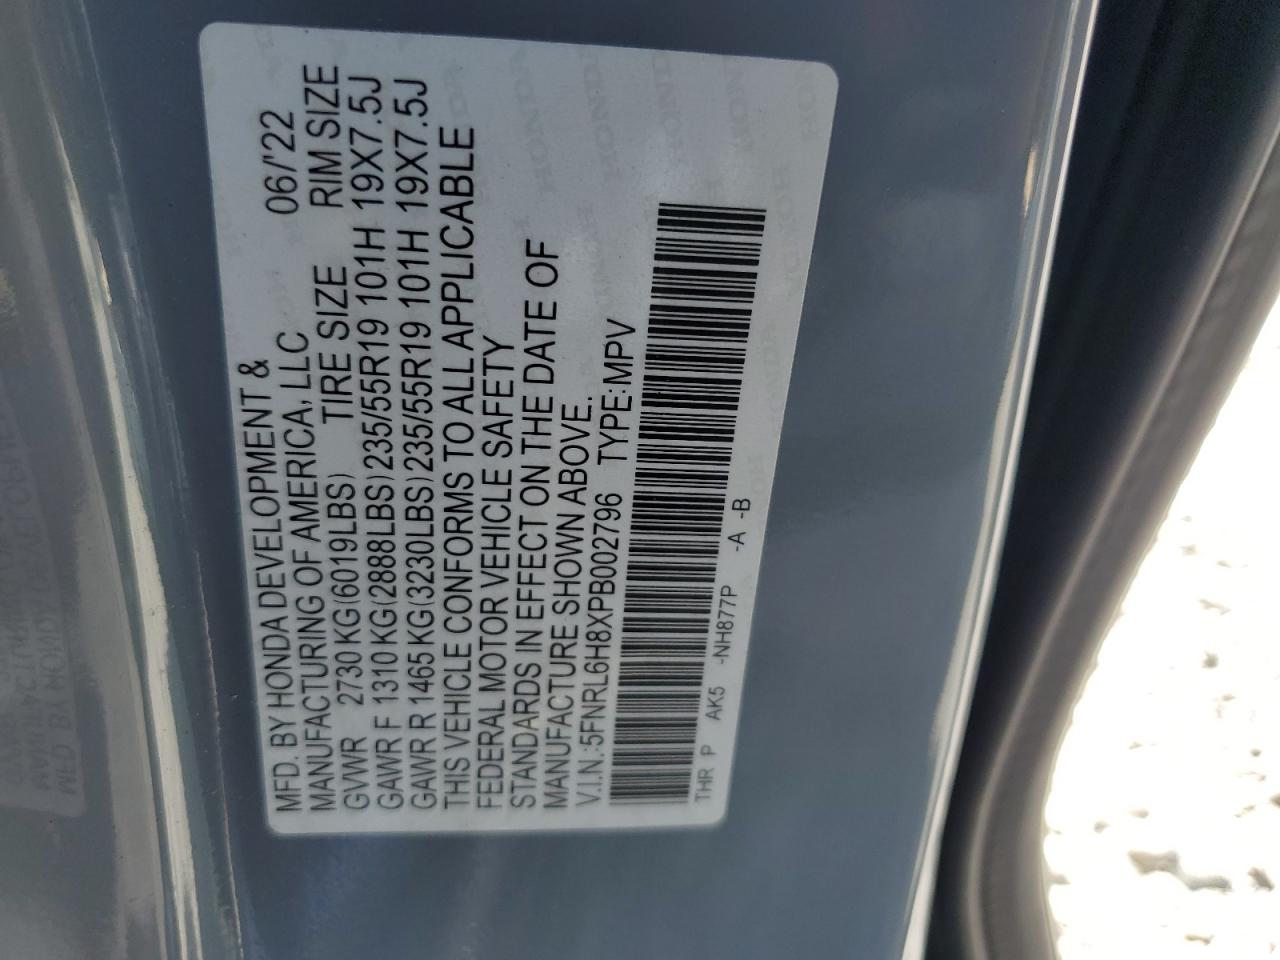 MFD. BY HONDA DEVELOPMENT &
MANUFACTURING OF AMERICA, LLC 06/'22
GVWR 2730 KG(6019LBS) TIRE SIZE RIM SIZE
GAWR F 1310 KG(2888LBS) 235/55R19 101H 19X7.5J
GAWR R 1465 KG(3230LBS) 235/55R19 101H 19X7.5J
THIS VEHICLE CONFORMS TO ALL APPLICABLE
FEDERAL MOTOR VEHICLE SAFETY
STANDARDS IN EFFECT ON THE DATE OF
MANUFACTURE SHOWN ABOVE.
V.I.N.:5FNRL6H8XPB002796 TYPE:MPV
THR P AK5 -NH877P -A -B